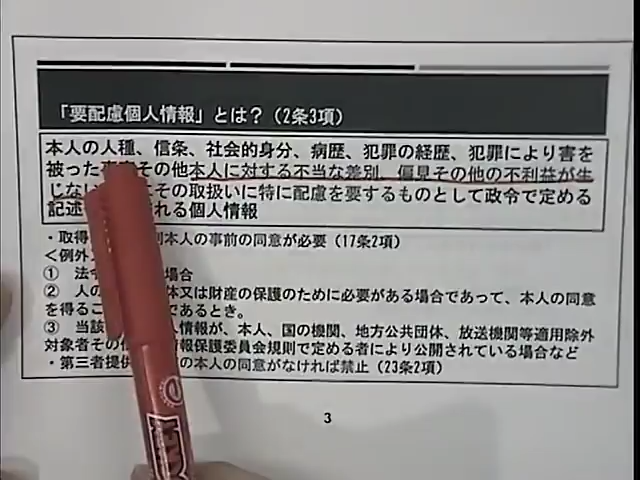 「要配慮個人情報」とは？（2条3項）
本人の人種、信条、社会的身分、病歴、犯罪の経歴、犯罪により害を
被った その他本人に対する不当な差別、偏見その他の不利益が生
じない にその取扱いに特に配慮を要するものとして政令で定める
記述 れる個人情報
・取得 則本人の事前の同意が必要（17条2項）
＜例外
① 法 場合
② 人の 体又は財産の保護のために必要がある場合であって、本人の同意
を得るこ であるとき。
③ 当該 人情報が、本人、国の機関、地方公共団体、放送機関等適用除外
対象者その 情報保護委員会規則で定める者により公開されている場合など
・第三者提供 の本人の同意がなければ禁止（23条2項）
3